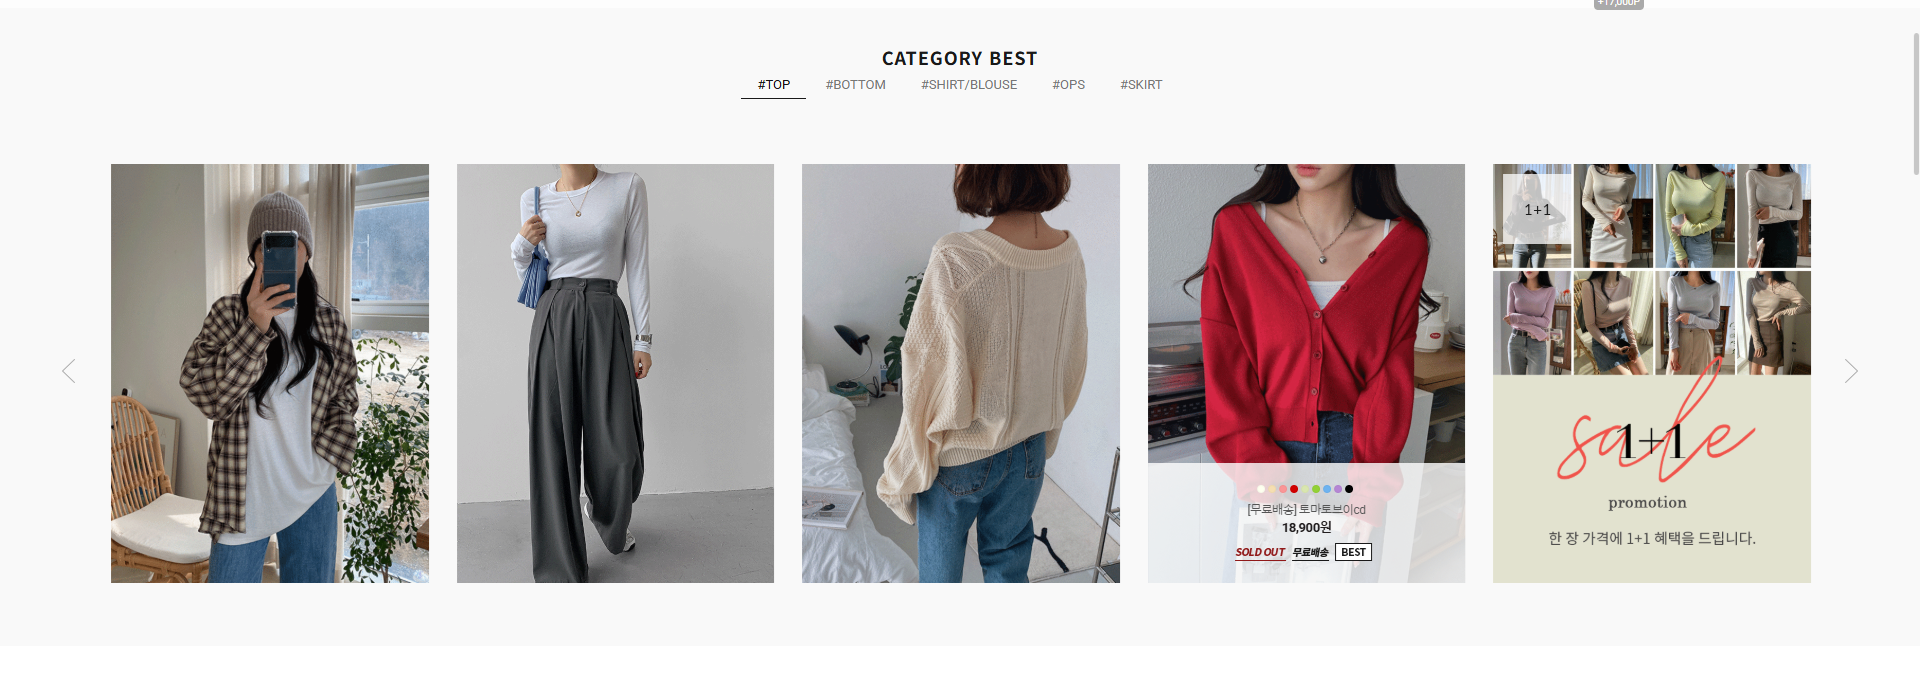 +17,000P
CATEGORY BEST
#TOP #BOTTOM #SHIRT/BLOUSE #OPS #SKIRT
[무료배송] 토마토브이cd
18,900원
SOLD OUT 무료배송 BEST
1+1
sale
1+1
promotion
한 장 가격에 1+1 혜택을 드립니다.